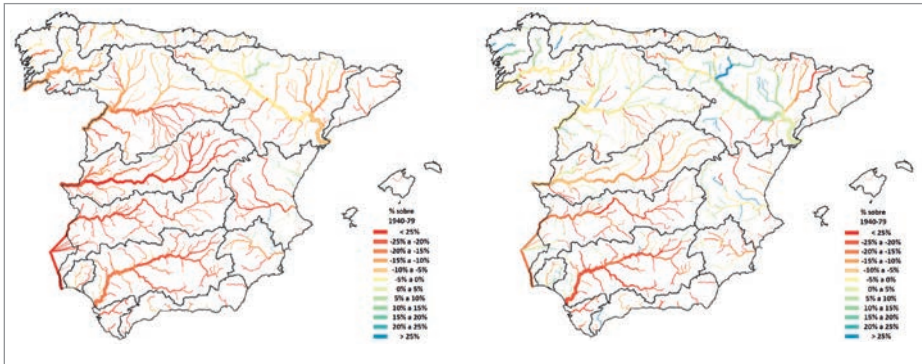 % sobre
1940-79
< 25%
-25% a -20%
-20% a -15%
-15% a -10%
-10% a -5%
-5% a 0%
0% a 5%
5% a 10%
10% a 15%
15% a 20%
20% a 25%
> 25%
% sobre
1940-79
< 25%
-25% a -20%
-20% a -15%
-15% a -10%
-10% a -5%
-5% a 0%
0% a 5%
5% a 10%
10% a 15%
15% a 20%
20% a 25%
> 25%